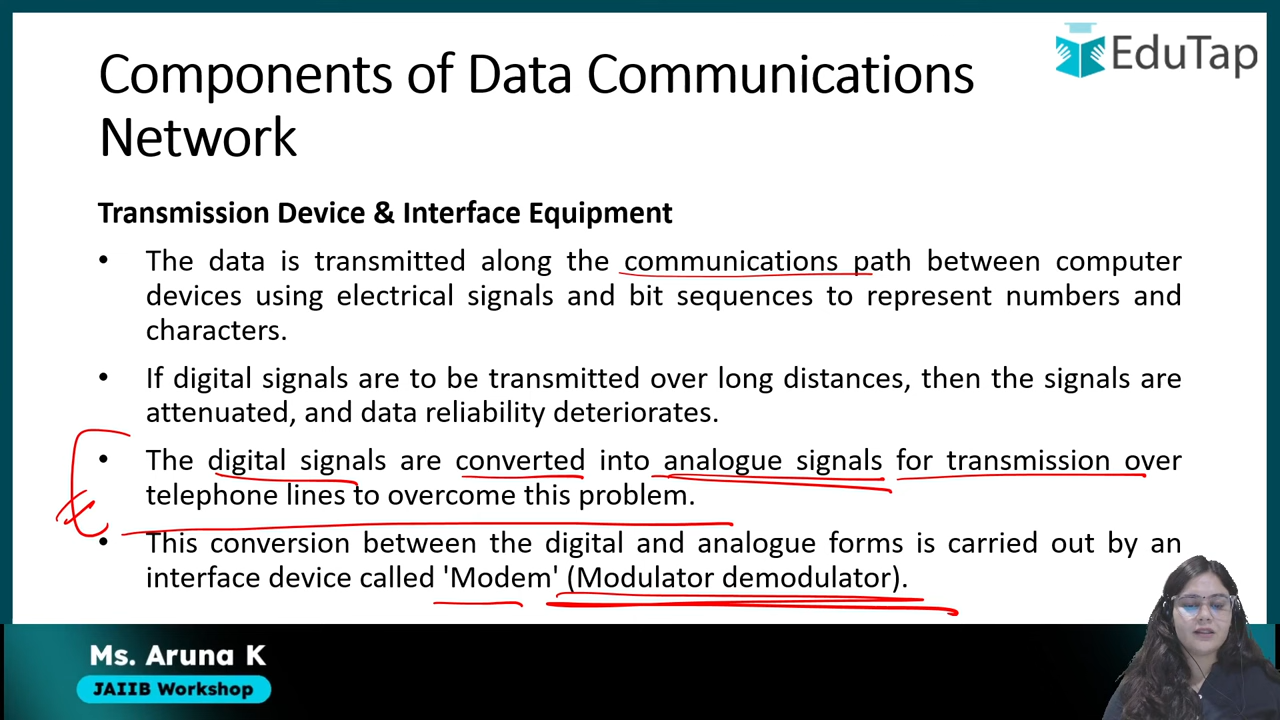 EduTap
Components of Data Communications
Network
Transmission Device & Interface Equipment
• The data is transmitted along the communications path between computer
devices using electrical signals and bit sequences to represent numbers and
characters.
• If digital signals are to be transmitted over long distances, then the signals are
attenuated, and data reliability deteriorates.
• The digital signals are converted into analogue signals for transmission over
telephone lines to overcome this problem.
• This conversion between the digital and analogue forms is carried out by an
interface device called 'Modem' (Modulator demodulator).
Ms. Aruna K
JAIIB Workshop